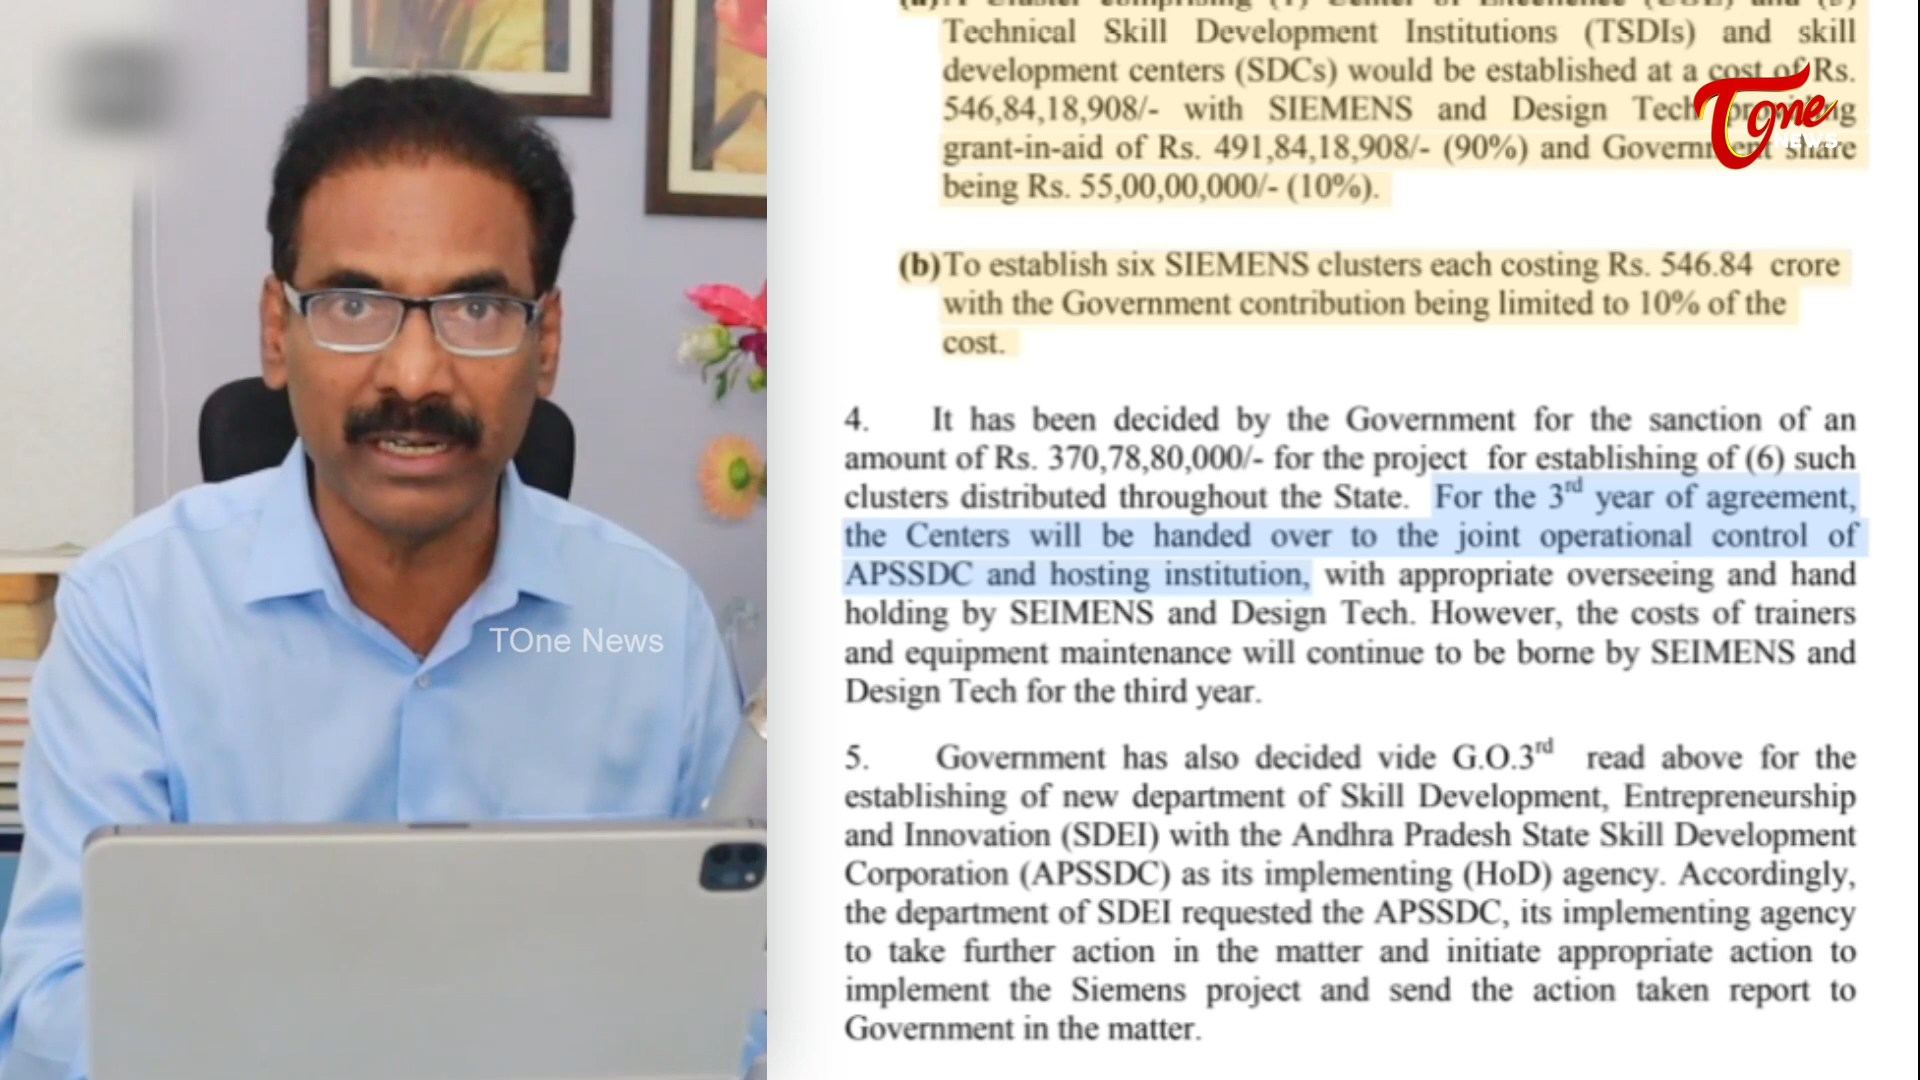 Technical Skill Development Institutions (TSDIs) and skill
development centers (SDCs) would be established at a cost of Rs.
546,84,18,908/- with SIEMENS and Design Tech
grant-in-aid of Rs. 491,84,18,908/- (90%) and Government share
being Rs. 55,00,00,000/- (10%).
Tone
NEWS
(b) To establish six SIEMENS clusters each costing Rs. 546.84 crore
with the Government contribution being limited to 10% of the
cost.
4. It has been decided by the Government for the sanction of an
amount of Rs. 370,78,80,000/- for the project for establishing of (6) such
clusters distributed throughout the State. For the 3rd year of agreement,
the Centers will be handed over to the joint operational control of
APSSDC and hosting institution, with appropriate overseeing and hand
holding by SEIMENS and Design Tech. However, the costs of trainers
and equipment maintenance will continue to be borne by SEIMENS and
Design Tech for the third year.
5. Government has also decided vide G.O.3rd read above for the
establishing of new department of Skill Development, Entrepreneurship
and Innovation (SDEI) with the Andhra Pradesh State Skill Development
Corporation (APSSDC) as its implementing (HoD) agency. Accordingly,
the department of SDEI requested the APSSDC, its implementing agency
to take further action in the matter and initiate appropriate action to
implement the Siemens project and send the action taken report to
Government in the matter.
TOne News